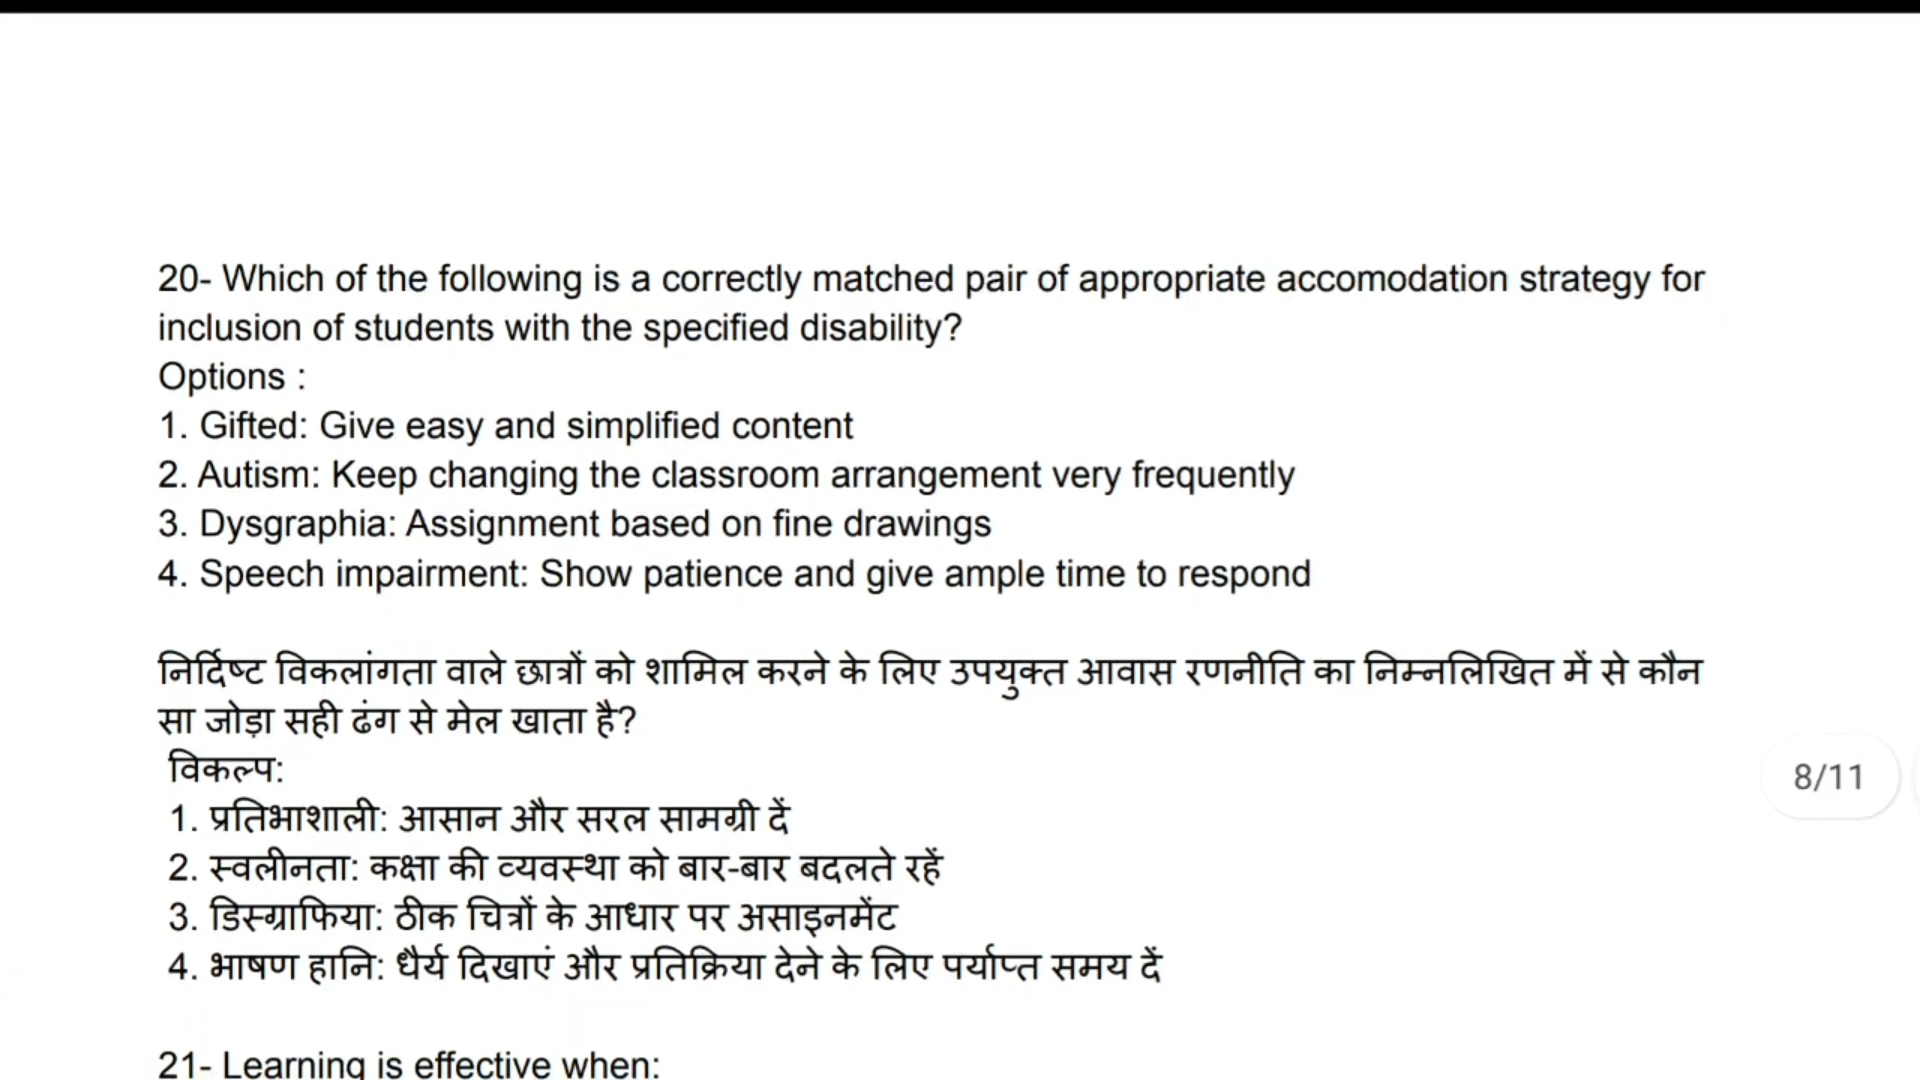 20- Which of the following is a correctly matched pair of appropriate accomodation strategy for
inclusion of students with the specified disability?
Options :
1. Gifted: Give easy and simplified content
2. Autism: Keep changing the classroom arrangement very frequently
3. Dysgraphia: Assignment based on fine drawings
4. Speech impairment: Show patience and give ample time to respond
निर्दिष्ट विकलांगता वाले छात्रों को शामिल करने के लिए उपयुक्त आवास रणनीति का निम्नलिखित में से कौन
सा जोड़ा सही ढंग से मेल खाता है?
विकल्प:
1. प्रतिभाशाली: आसान और सरल सामग्री दें
2. स्वलीनता: कक्षा की व्यवस्था को बार-बार बदलते रहें
8/11
3. डिस्ग्राफिया: ठीक चित्रों के आधार पर असाइनमेंट
4. भाषण हानि: धैर्य दिखाएं और प्रतिक्रिया देने के लिए पर्याप्त समय दें
21- Learning is effective when: